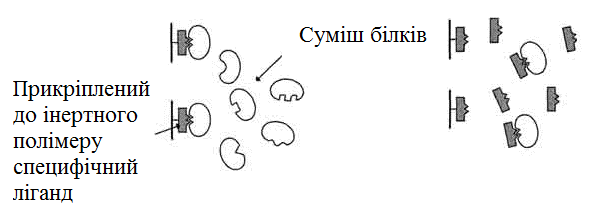 Суміш білків
Прикріплений
до інертного
полімеру
специфічний
ліганд